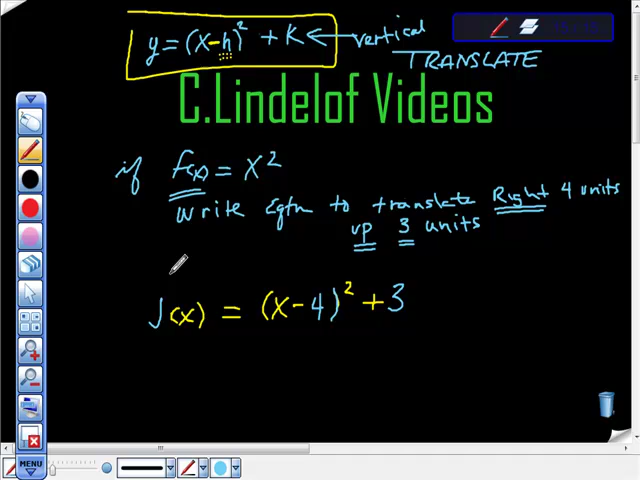 y = (x - h)² + K ← vertical
TRANSLATE
C.Lindelof Videos
if f(x) = x²
Write Eqtn to translate Right 4 units
up 3 units
J(x) = (x - 4)² + 3
MENU